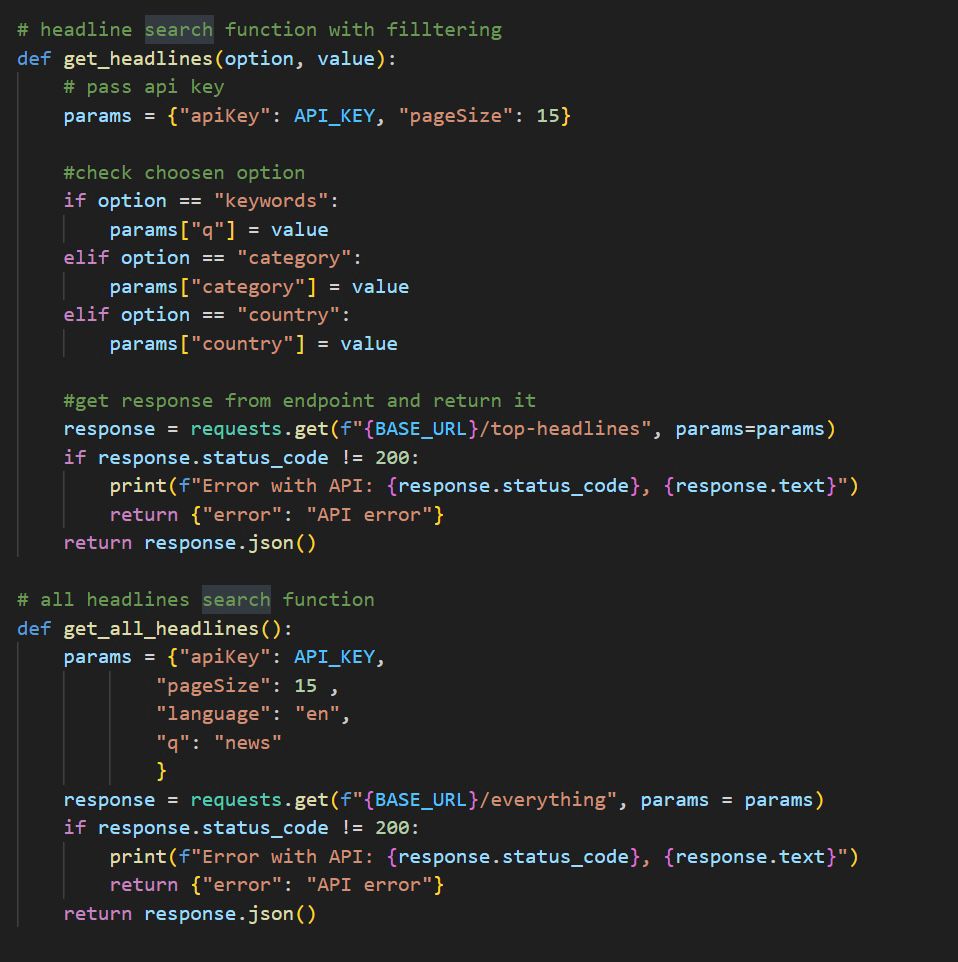 # headline search function with filltering
def get_headlines(option, value):
    # pass api key
    params = {"apiKey": API_KEY, "pageSize": 15}

    #check choosen option
    if option == "keywords":
        params["q"] = value
    elif option == "category":
        params["category"] = value
    elif option == "country":
        params["country"] = value

    #get response from endpoint and return it
    response = requests.get(f"{BASE_URL}/top-headlines", params=params)
    if response.status_code != 200:
        print(f"Error with API: {response.status_code}, {response.text}")
        return {"error": "API error"}
    return response.json()

# all headlines search function
def get_all_headlines():
    params = {"apiKey": API_KEY,
            "pageSize": 15 ,
            "language": "en",
            "q": "news"
            }
    response = requests.get(f"{BASE_URL}/everything", params = params)
    if response.status_code != 200:
        print(f"Error with API: {response.status_code}, {response.text}")
        return {"error": "API error"}
    return response.json()